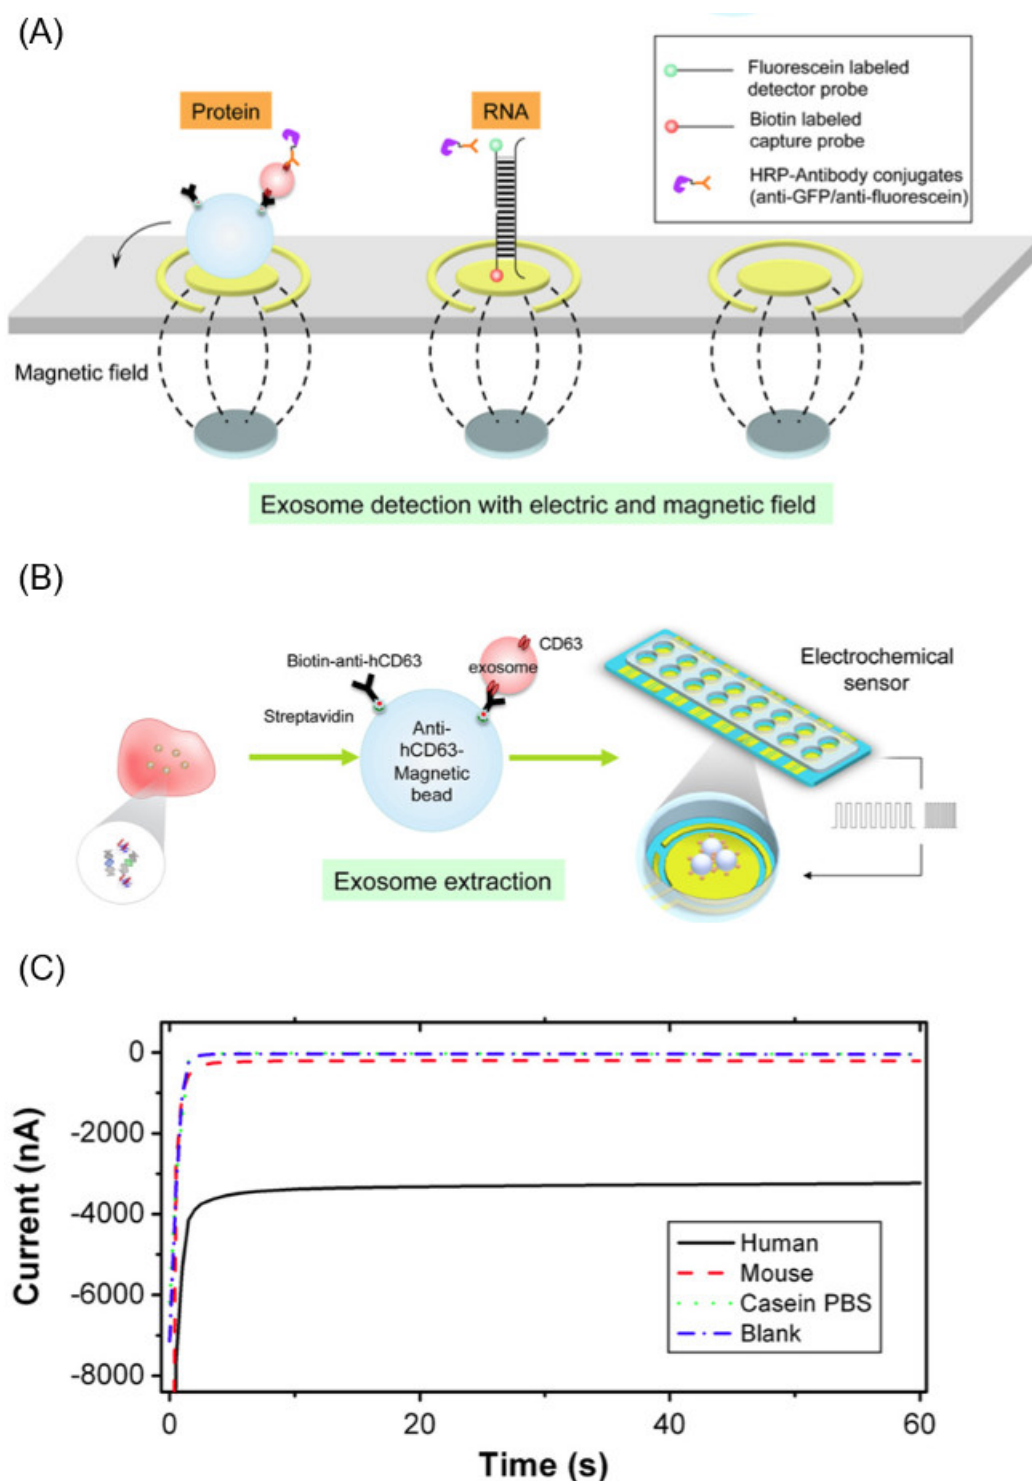 (A)
Protein
RNA
Fluorescein labeled
detector probe
Biotin labeled
capture probe
HRP-Antibody conjugates
(anti-GFP/anti-fluorescein)
Magnetic field
Exosome detection with electric and magnetic field
(B)
Biotin-anti-hCD63
Streptavidin
CD63
exosome
Anti-
hCD63-
Magnetic
bead
Electrochemical
sensor
Exosome extraction
(C)
Current (nA)
0
-2000
-4000
-6000
-8000
Human
Mouse
Casein PBS
Blank
0
20
40
60
Time (s)